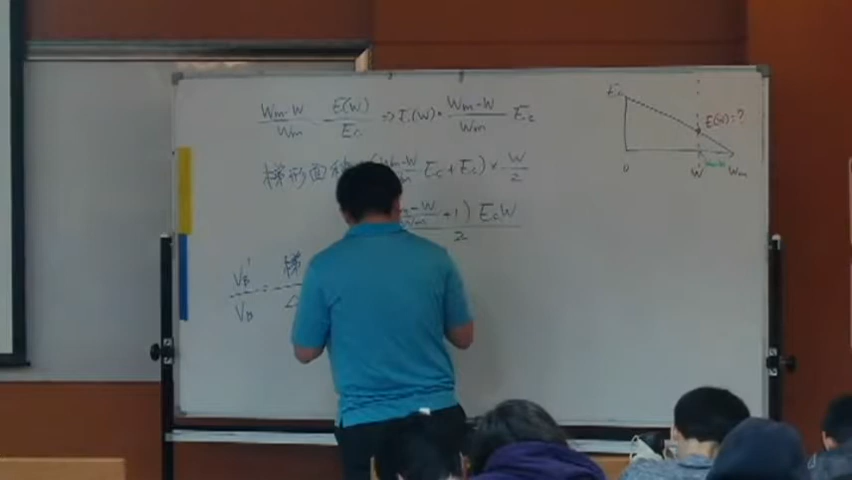 Wm-W / Wm = E(W) / Ec ⇒ E(W) = Wm-W / Wm Ec
梯形面積 = (Wm-W / Wm Ec + Ec) × W / 2
+1) EcW / 2
VB' / VB = 梯
Ec
E(W) = ?
0 W Wm